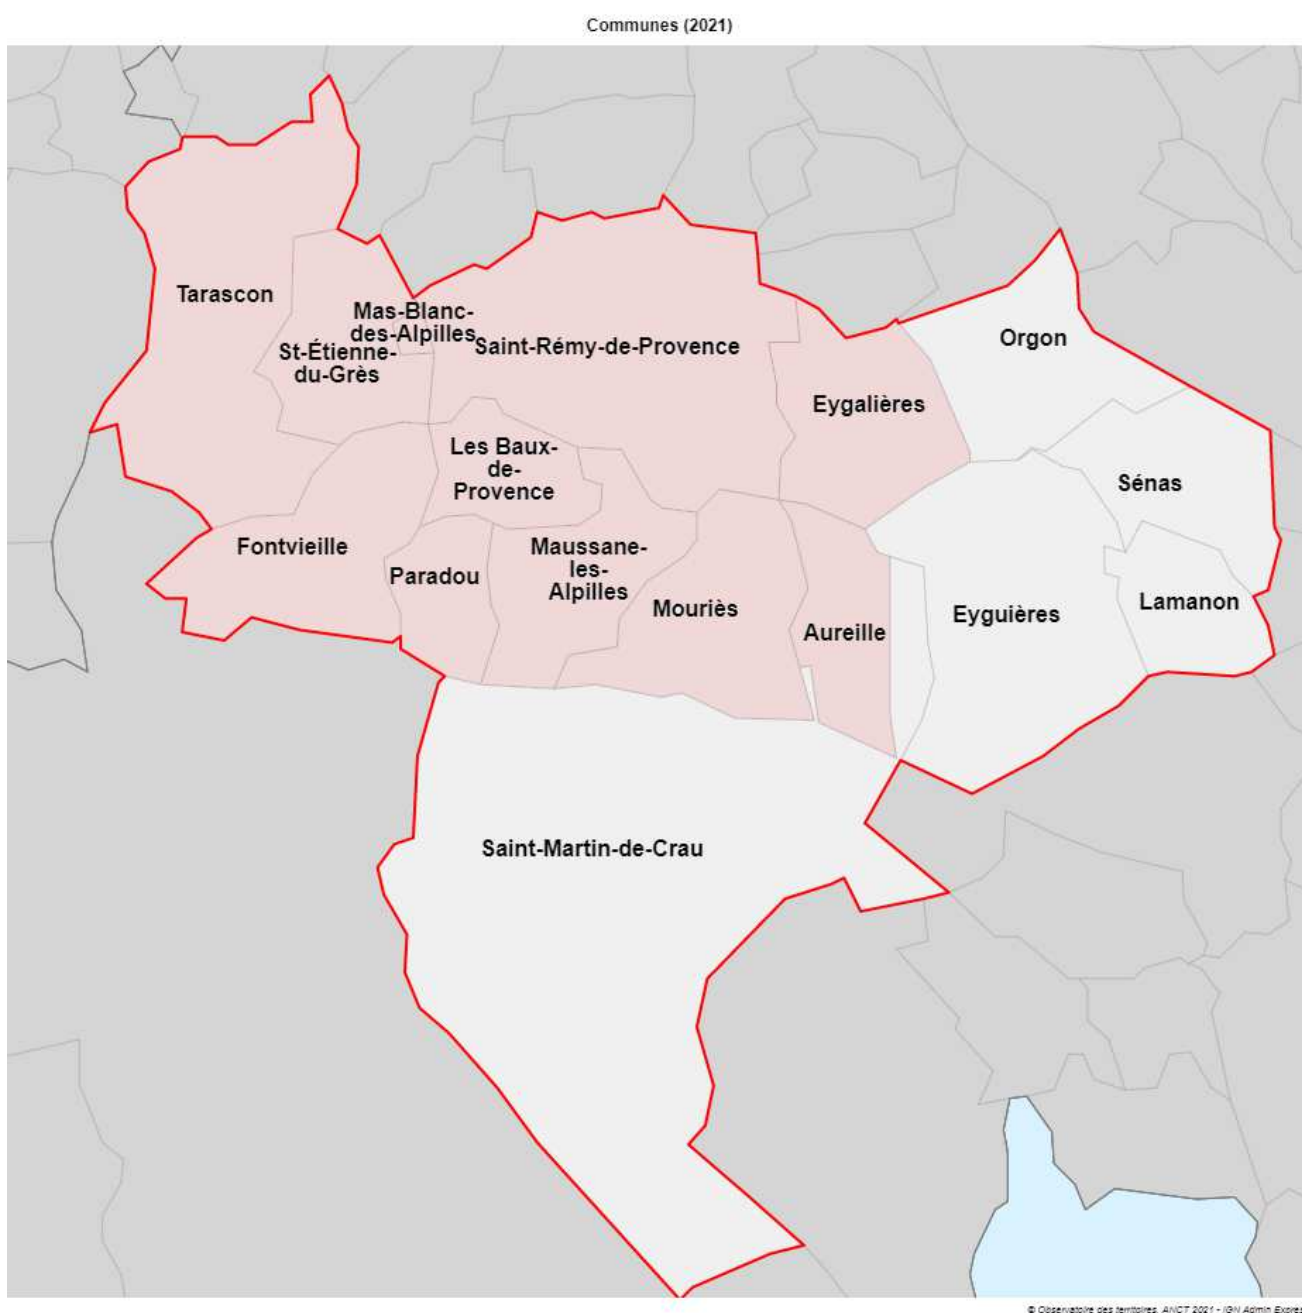 Communes (2021)
Tarascon
Mas-Blanc-
des-Alpilles
St-Étienne-
du-Grès
Saint-Rémy-de-Provence
Orgon
Eygalières
Les Baux-
de-
Provence
Sénas
Fontvieille
Paradou
Maussane-
les-
Alpilles
Mouriès
Aureille
Eyguières
Lamanon
Saint-Martin-de-Crau
© Observatoire des territoires, ANCT 2021 - IGN Admin Expre